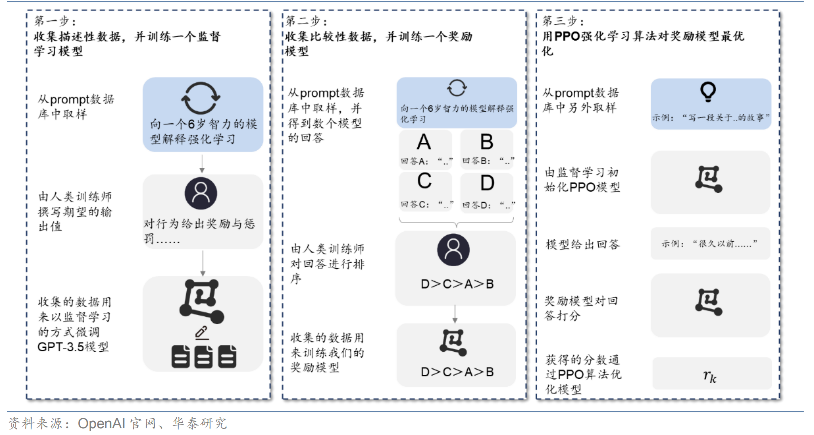 第一步：
收集描述性数据，并训练一个监督
学习模型
从prompt数据
库中取样
向一个6岁智力的模
型解释强化学习
由人类训练师
撰写期望的输
出值
对行为给出奖励与惩
罚……
收集的数据用
来以监督学习
的方式微调
GPT-3.5模型
第二步：
收集比较性数据，并训练一个奖励
模型
从prompt数据
库中取样，并
得到数个模型
的回答
向一个6岁智力的模型解释强
化学习
A
回答A：“..”
B
回答B：“..”
C
回答C：“..”
D
回答D：“..”
由人类训练师
对回答进行排
序
D＞C＞A＞B
收集的数据用
来训练我们的
奖励模型
D＞C＞A＞B
第三步：
用PPO强化学习算法对奖励模型最优
化
从prompt数据
库中另外取样
示例：“写一段关于..的故事”
由监督学习初
始化PPO模型
模型给出回答
示例：“很久以前……”
奖励模型对回
答打分
获得的分数通
过PPO算法优
化模型
rk
资料来源：OpenAI 官网、华泰研究